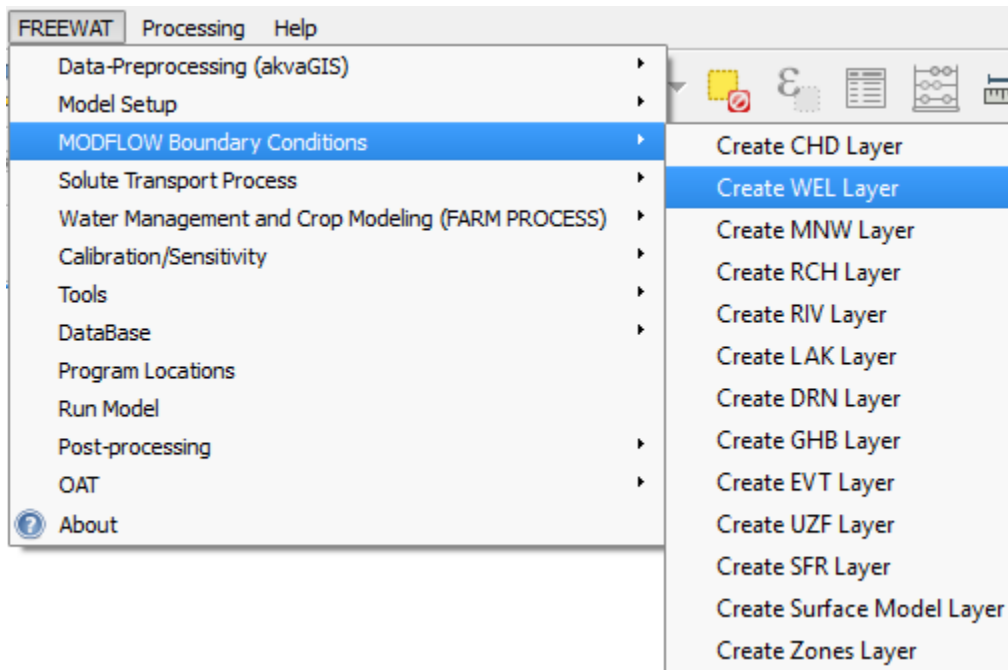 FREEWAT Processing Help
Data-Preprocessing (akvaGIS)
Model Setup
MODFLOW Boundary Conditions
Solute Transport Process
Water Management and Crop Modeling (FARM PROCESS)
Calibration/Sensitivity
Tools
DataBase
Program Locations
Run Model
Post-processing
OAT
About
Create CHD Layer
Create WEL Layer
Create MNW Layer
Create RCH Layer
Create RIV Layer
Create LAK Layer
Create DRN Layer
Create GHB Layer
Create EVT Layer
Create UZF Layer
Create SFR Layer
Create Surface Model Layer
Create Zones Layer